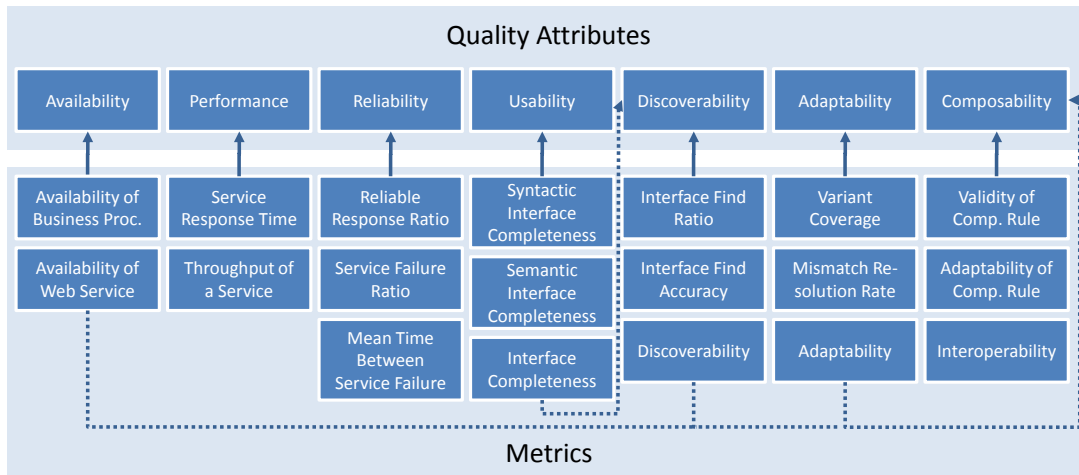 Quality Attributes
Availability
Performance
Reliability
Usability
Discoverability
Adaptability
Composability
Availability of
Business Proc.
Service
Response Time
Reliable
Response Ratio
Syntactic
Interface
Completeness
Interface Find
Ratio
Variant
Coverage
Validity of
Comp. Rule
Availability of
Web Service
Throughput of
a Service
Service Failure
Ratio
Semantic
Interface
Completeness
Interface Find
Accuracy
Mismatch Re-
solution Rate
Adaptability of
Comp. Rule
Mean Time
Between
Service Failure
Interface
Completeness
Discoverability
Adaptability
Interoperability
Metrics